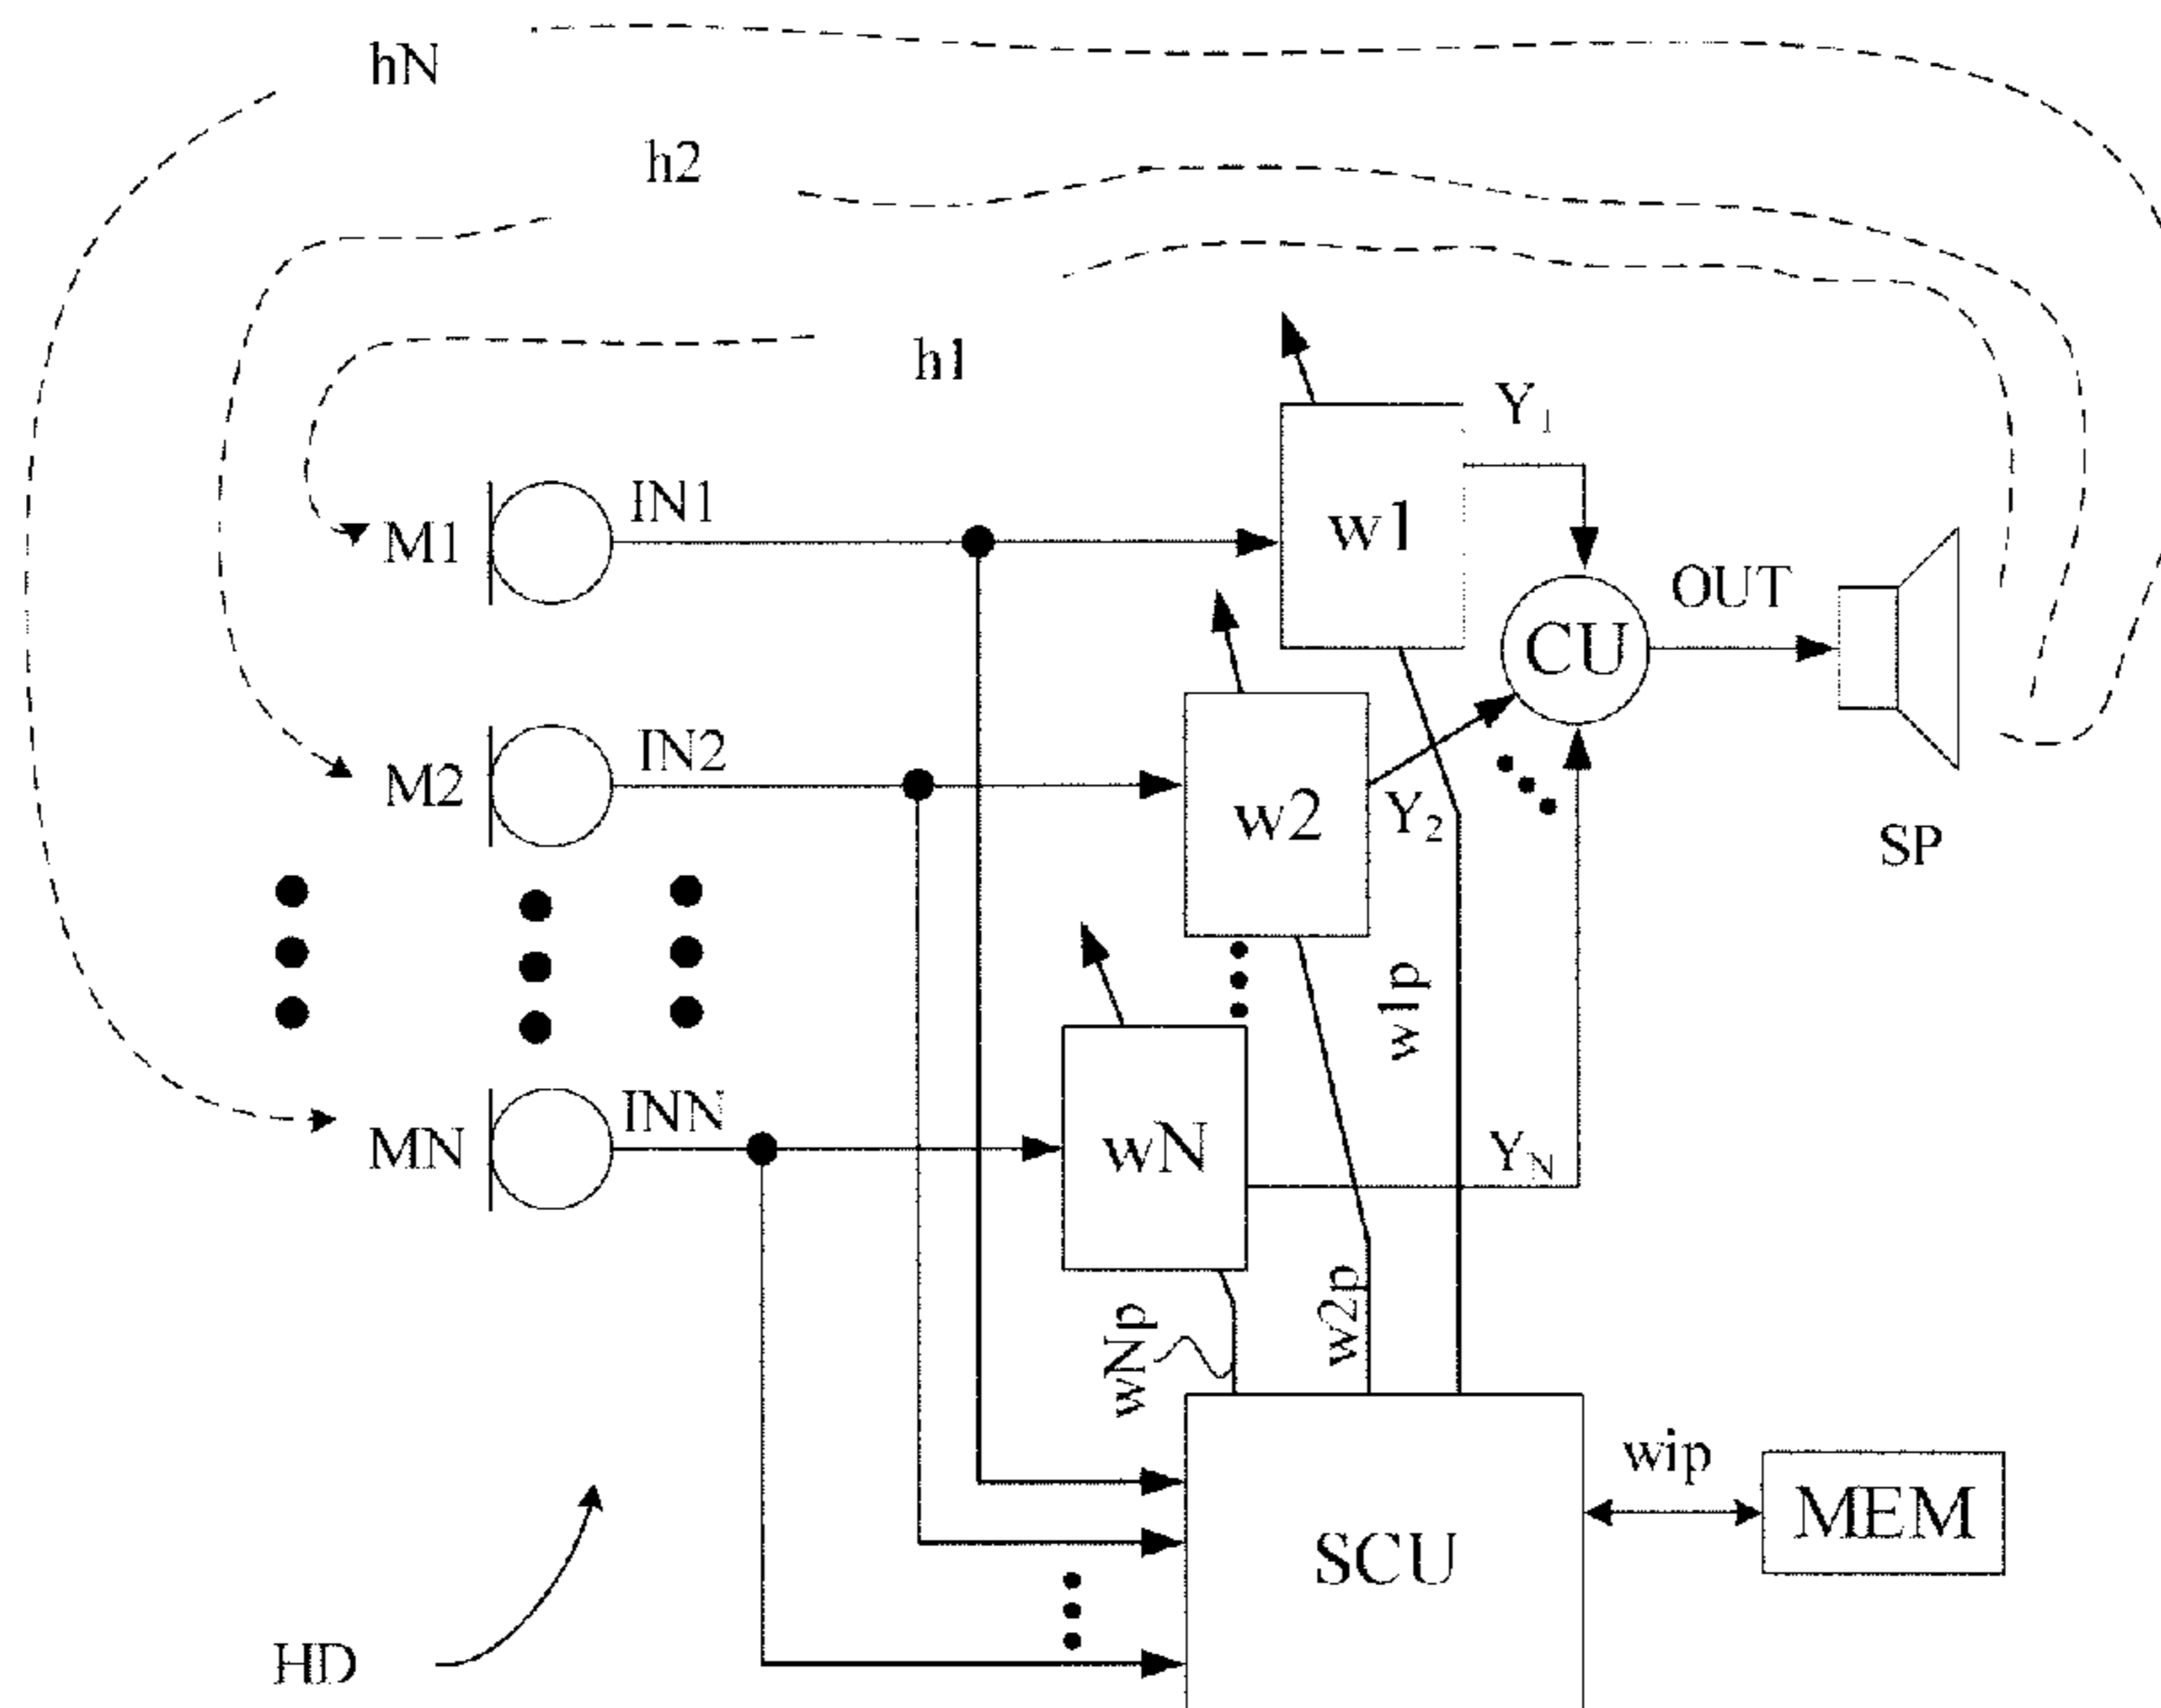 hN
h2
h1
Y₁
IN1
w1
M1
OUT
CU
IN2
M2
w2
Y₂
SP
w1p
INN
MN
wN
Y_N
w2p
wNp
wip
MEM
SCU
HD